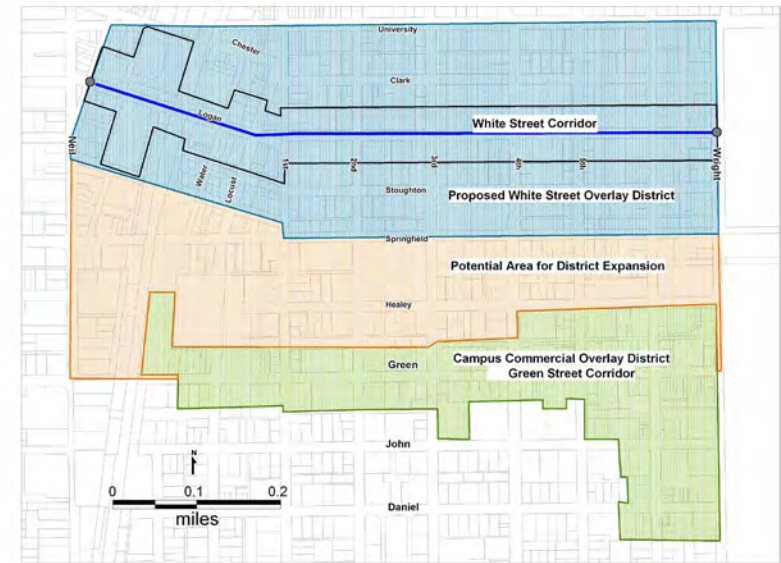 University
Chester
Clark
Logan
White Street Corridor
Neil
Wright
1st
2nd
3rd
4th
5th
Water
Locust
Stoughton
Proposed White Street Overlay District
Springfield
Potential Area for District Expansion
Healey
Campus Commercial Overlay District
Green Street Corridor
Green
John
N
0 0.1 0.2
miles
Daniel